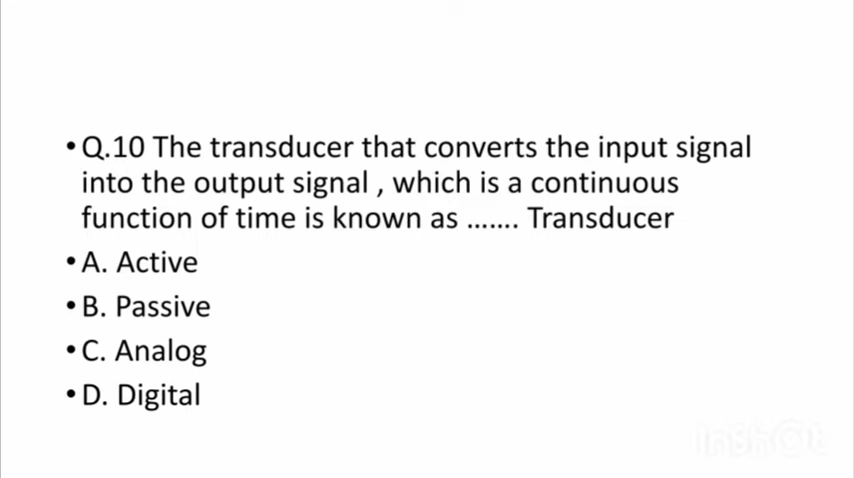 •Q.10 The transducer that converts the input signal
into the output signal , which is a continuous
function of time is known as ....... Transducer
•A. Active
•B. Passive
•C. Analog
•D. Digital
InShOt